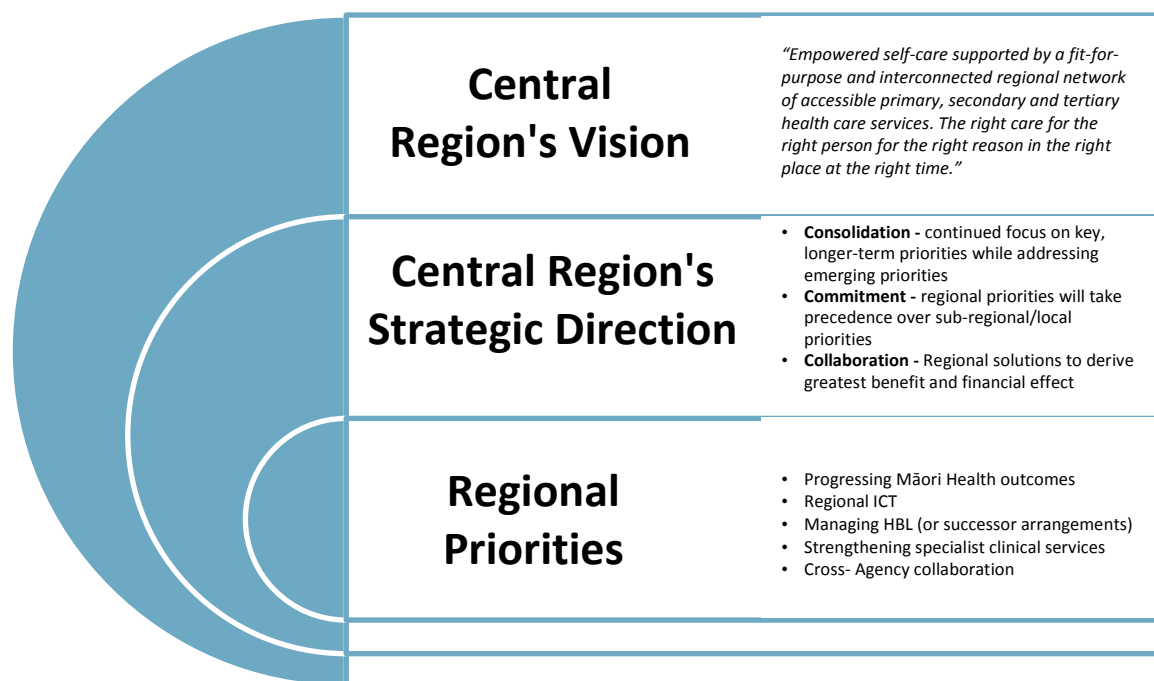 Central
Region's Vision
“Empowered self-care supported by a fit-for-
purpose and interconnected regional network
of accessible primary, secondary and tertiary
health care services. The right care for the
right person for the right reason in the right
place at the right time.”
Central Region's
Strategic Direction
• Consolidation - continued focus on key,
longer-term priorities while addressing
emerging priorities
• Commitment - regional priorities will take
precedence over sub-regional/local
priorities
• Collaboration - Regional solutions to derive
greatest benefit and financial effect
Regional
Priorities
• Progressing Māori Health outcomes
• Regional ICT
• Managing HBL (or successor arrangements)
• Strengthening specialist clinical services
• Cross- Agency collaboration